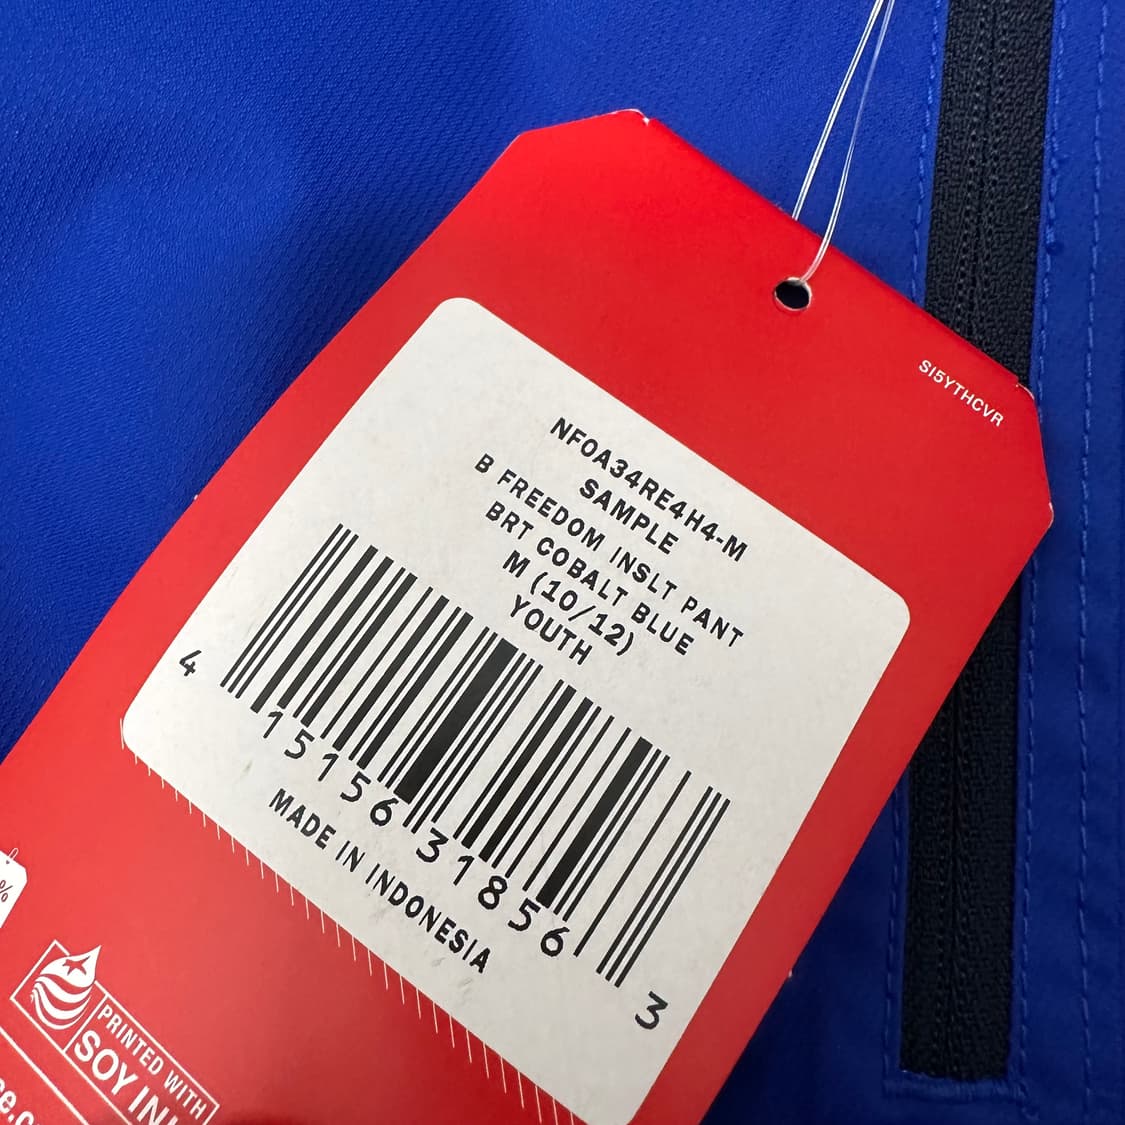 SI5YTHCVR
NF0A34RE4H4-M
SAMPLE
B FREEDOM INSLT PANT
BRT COBALT BLUE
M (10/12)
YOUTH
4 15156 31856 3
MADE IN INDONESIA
%
PRINTED WITH
SOY IN
e.c